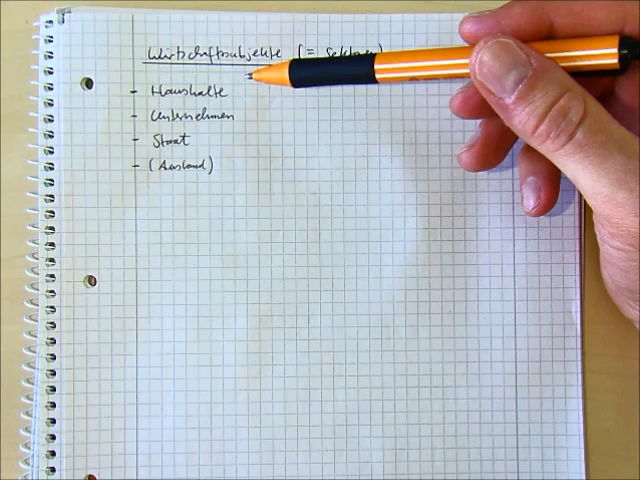 Wirtschaftssubjekte (= Sektoren)
- Haushalte
- Unternehmen
- Staat
- (Ausland)